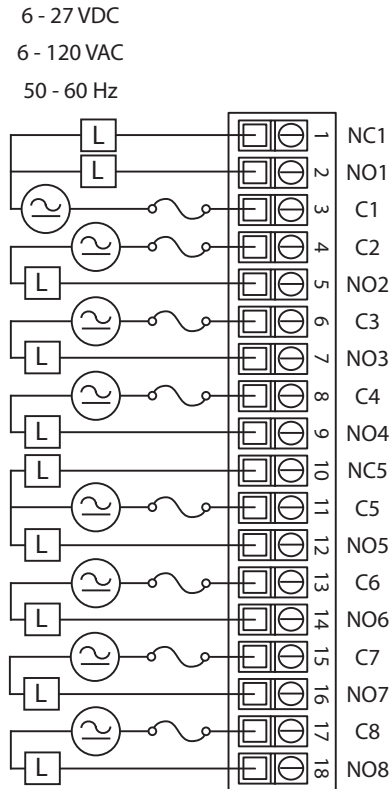 6 - 27 VDC
6 - 120 VAC
50 - 60 Hz
L 1 NC1
L 2 NO1
3 C1
4 C2
L 5 NO2
6 C3
L 7 NO3
8 C4
L 9 NO4
L 10 NC5
11 C5
L 12 NO5
13 C6
L 14 NO6
15 C7
L 16 NO7
17 C8
L 18 NO8